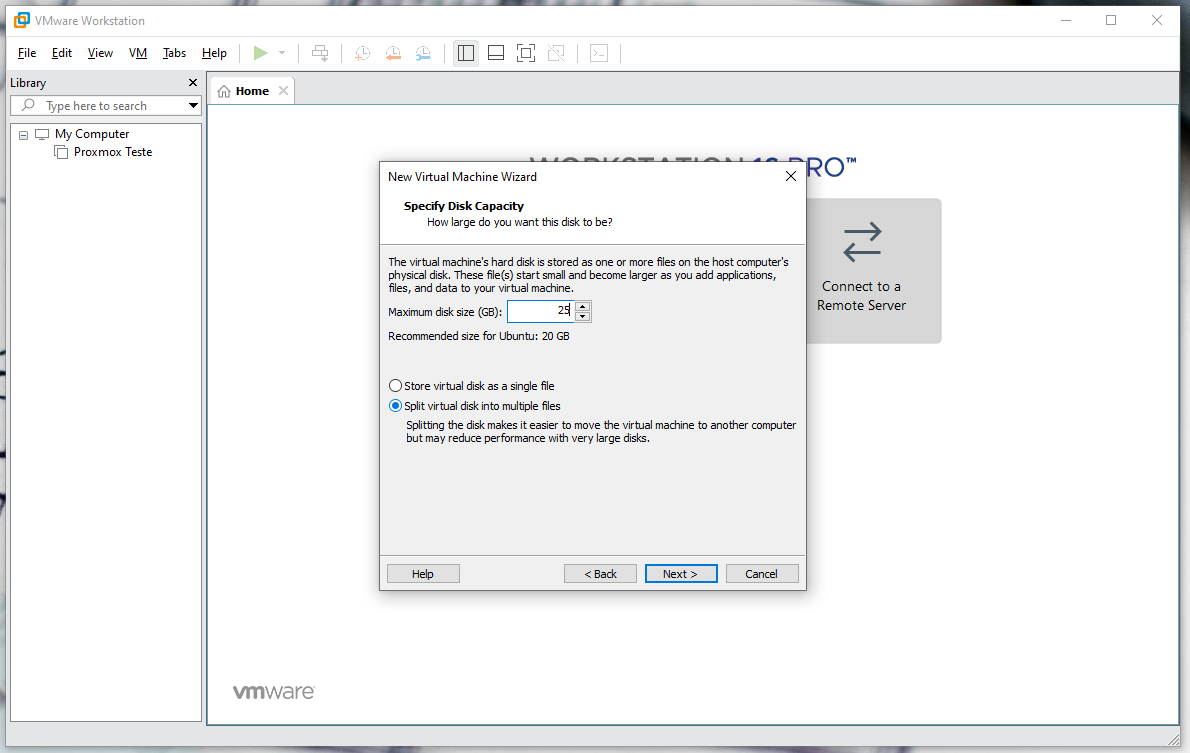 VMware Workstation
File Edit View VM Tabs Help
Library
Type here to search
My Computer
Proxmox Teste
Home
WORKSTATION 16 PRO™
New Virtual Machine Wizard
Specify Disk Capacity
How large do you want this disk to be?
The virtual machine's hard disk is stored as one or more files on the host computer's
physical disk. These file(s) start small and become larger as you add applications,
files, and data to your virtual machine.
Maximum disk size (GB): 25
Recommended size for Ubuntu: 20 GB
Store virtual disk as a single file
Split virtual disk into multiple files
Splitting the disk makes it easier to move the virtual machine to another computer
but may reduce performance with very large disks.
Help < Back Next > Cancel
Connect to a
Remote Server
vmware